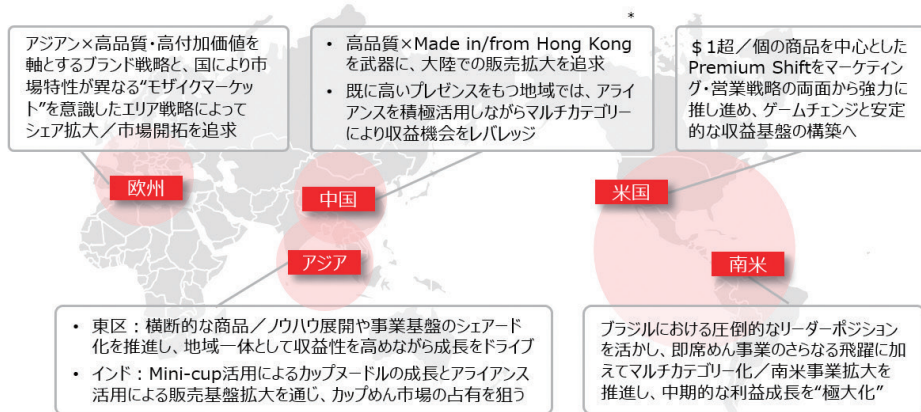 アジアン×高品質・高付加価値を
軸とするブランド戦略と、国により市
場特性が異なる“モザイクマーケッ
ト”を意識したエリア戦略によって
シェア拡大／市場開拓を追求
*
• 高品質×Made in/from Hong Kong
を武器に、大陸での販売拡大を追求
• 既に高いプレゼンスをもつ地域では、アライ
アンスを積極活用しながらマルチカテゴリー
により収益機会をレバレッジ
＄1超／個の商品を中心とした
Premium Shiftをマーケティン
グ・営業戦略の両面から強力に
推し進め、ゲームチェンジと安定
的な収益基盤の構築へ
欧州
中国
米国
アジア
南米
• 東区：横断的な商品／ノウハウ展開や事業基盤のシェアード
化を推進し、地域一体として収益性を高めながら成長をドライブ
• インド：Mini-cup活用によるカップヌードルの成長とアライアンス
活用による販売基盤拡大を通じ、カップめん市場の占有を狙う
ブラジルにおける圧倒的なリーダーポジション
を活かし、即席めん事業のさらなる飛躍に加
えてマルチカテゴリー化／南米事業拡大を
推進し、中期的な利益成長を“極大化”